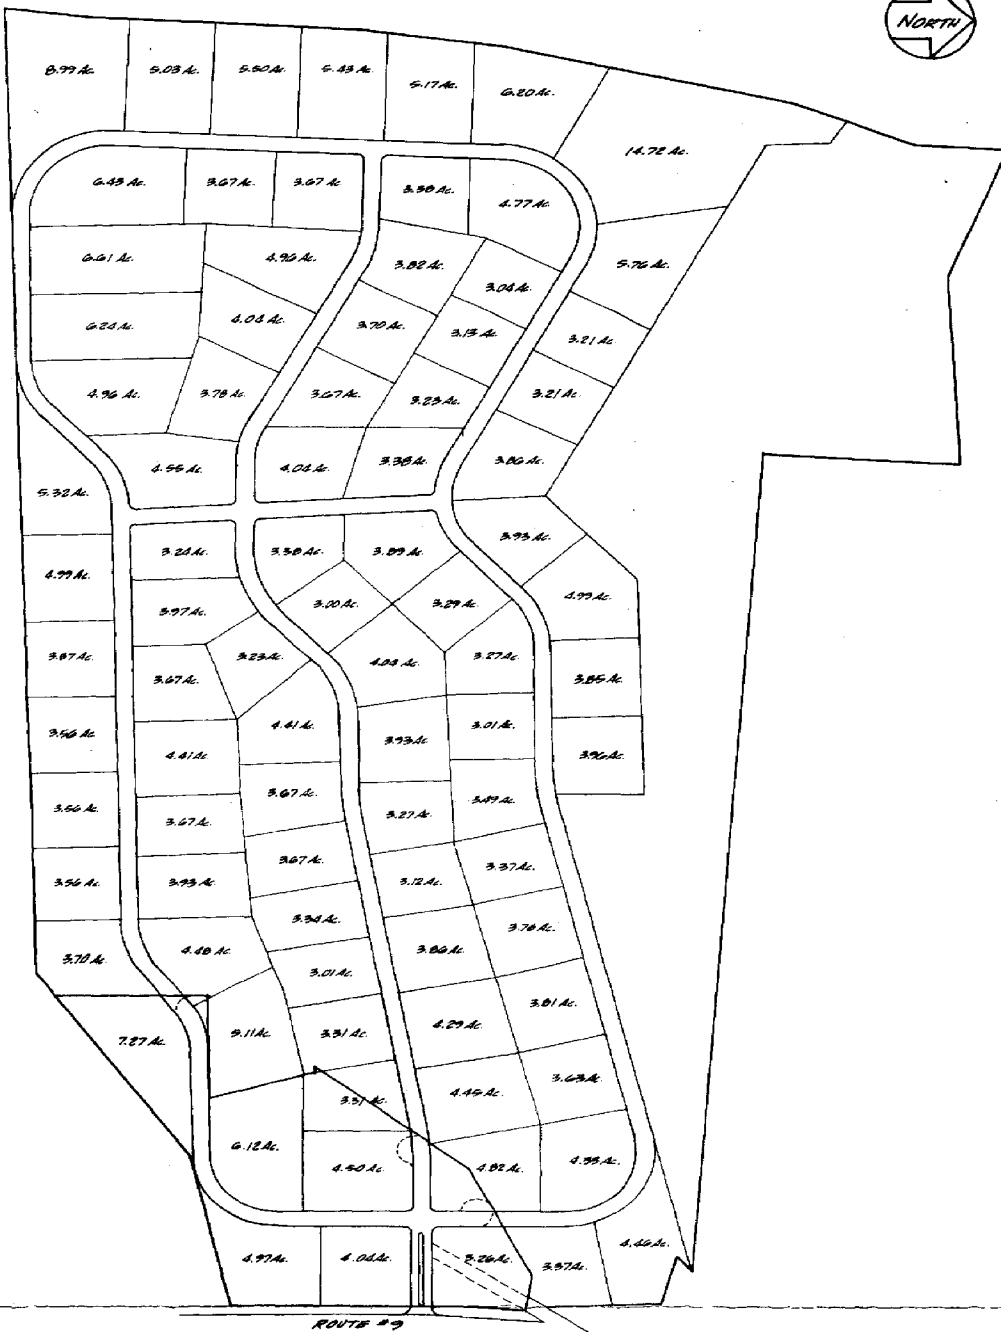 NORTH
8.99 Ac.
5.03 Ac.
5.50 Ac.
5.43 Ac.
5.17 Ac.
6.20 Ac.
14.72 Ac.
6.45 Ac.
3.67 Ac.
3.67 Ac
3.38 Ac.
4.77 Ac.
6.61 Ac.
4.96 Ac.
3.82 Ac.
3.04 Ac.
5.76 Ac.
6.24 Ac.
4.04 Ac.
3.70 Ac.
3.13 Ac.
3.21 Ac
4.96 Ac.
3.78 Ac.
3.67 Ac.
3.23 Ac.
3.21 Ac.
4.55 Ac.
4.04 Ac.
3.38 Ac.
3.86 Ac.
5.32 Ac.
3.24 Ac.
3.38 Ac.
3.89 Ac.
3.93 Ac.
4.99 Ac.
3.97 Ac.
3.00 Ac.
3.29 Ac.
4.99 Ac.
3.87 Ac.
3.67 Ac.
3.23 Ac.
4.04 Ac.
3.27 Ac.
3.85 Ac.
3.56 Ac.
4.41 Ac.
4.41 Ac.
3.93 Ac
3.01 Ac.
3.96 Ac.
3.56 Ac.
3.67 Ac.
3.67 Ac.
3.27 Ac.
3.49 Ac.
3.56 Ac.
3.93 Ac.
3.67 Ac.
3.12 Ac.
3.37 Ac.
3.70 Ac.
4.48 Ac.
3.34 Ac.
3.86 Ac.
3.78 Ac.
3.01 Ac.
7.27 Ac.
5.11 Ac.
3.31 Ac.
4.29 Ac.
3.81 Ac.
3.31 Ac.
4.45 Ac.
3.63 Ac.
6.12 Ac.
4.50 Ac.
4.82 Ac.
4.55 Ac.
4.97 Ac.
4.04 Ac.
3.26 Ac.
3.37 Ac.
4.46 Ac.
ROUTE #9